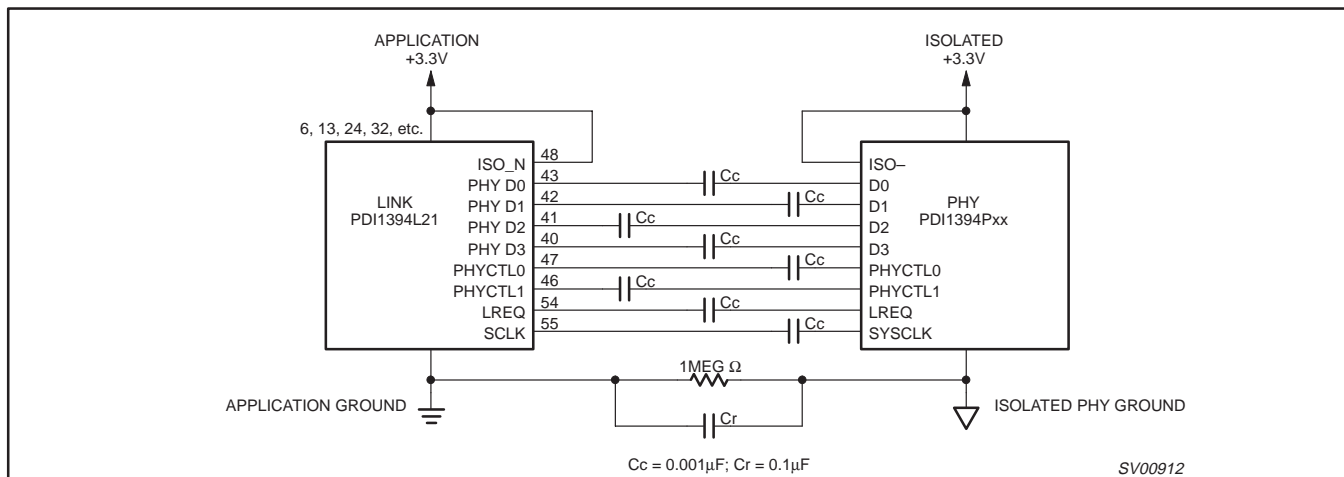 APPLICATION
+3.3V
ISOLATED
+3.3V
6, 13, 24, 32, etc.
LINK
PDI1394L21
ISO_N 48
PHY D0 43
PHY D1 42
PHY D2 41
PHY D3 40
PHYCTL0 47
PHYCTL1 46
LREQ 54
SCLK 55
Cc
Cc
Cc
Cc
Cc
Cc
Cc
Cc
ISO–
D0
D1
D2
D3
PHYCTL0
PHYCTL1
LREQ
SYSCLK
PHY
PDI1394Pxx
1MEG Ω
APPLICATION GROUND
Cr
ISOLATED PHY GROUND
Cc = 0.001μF; Cr = 0.1μF
SV00912